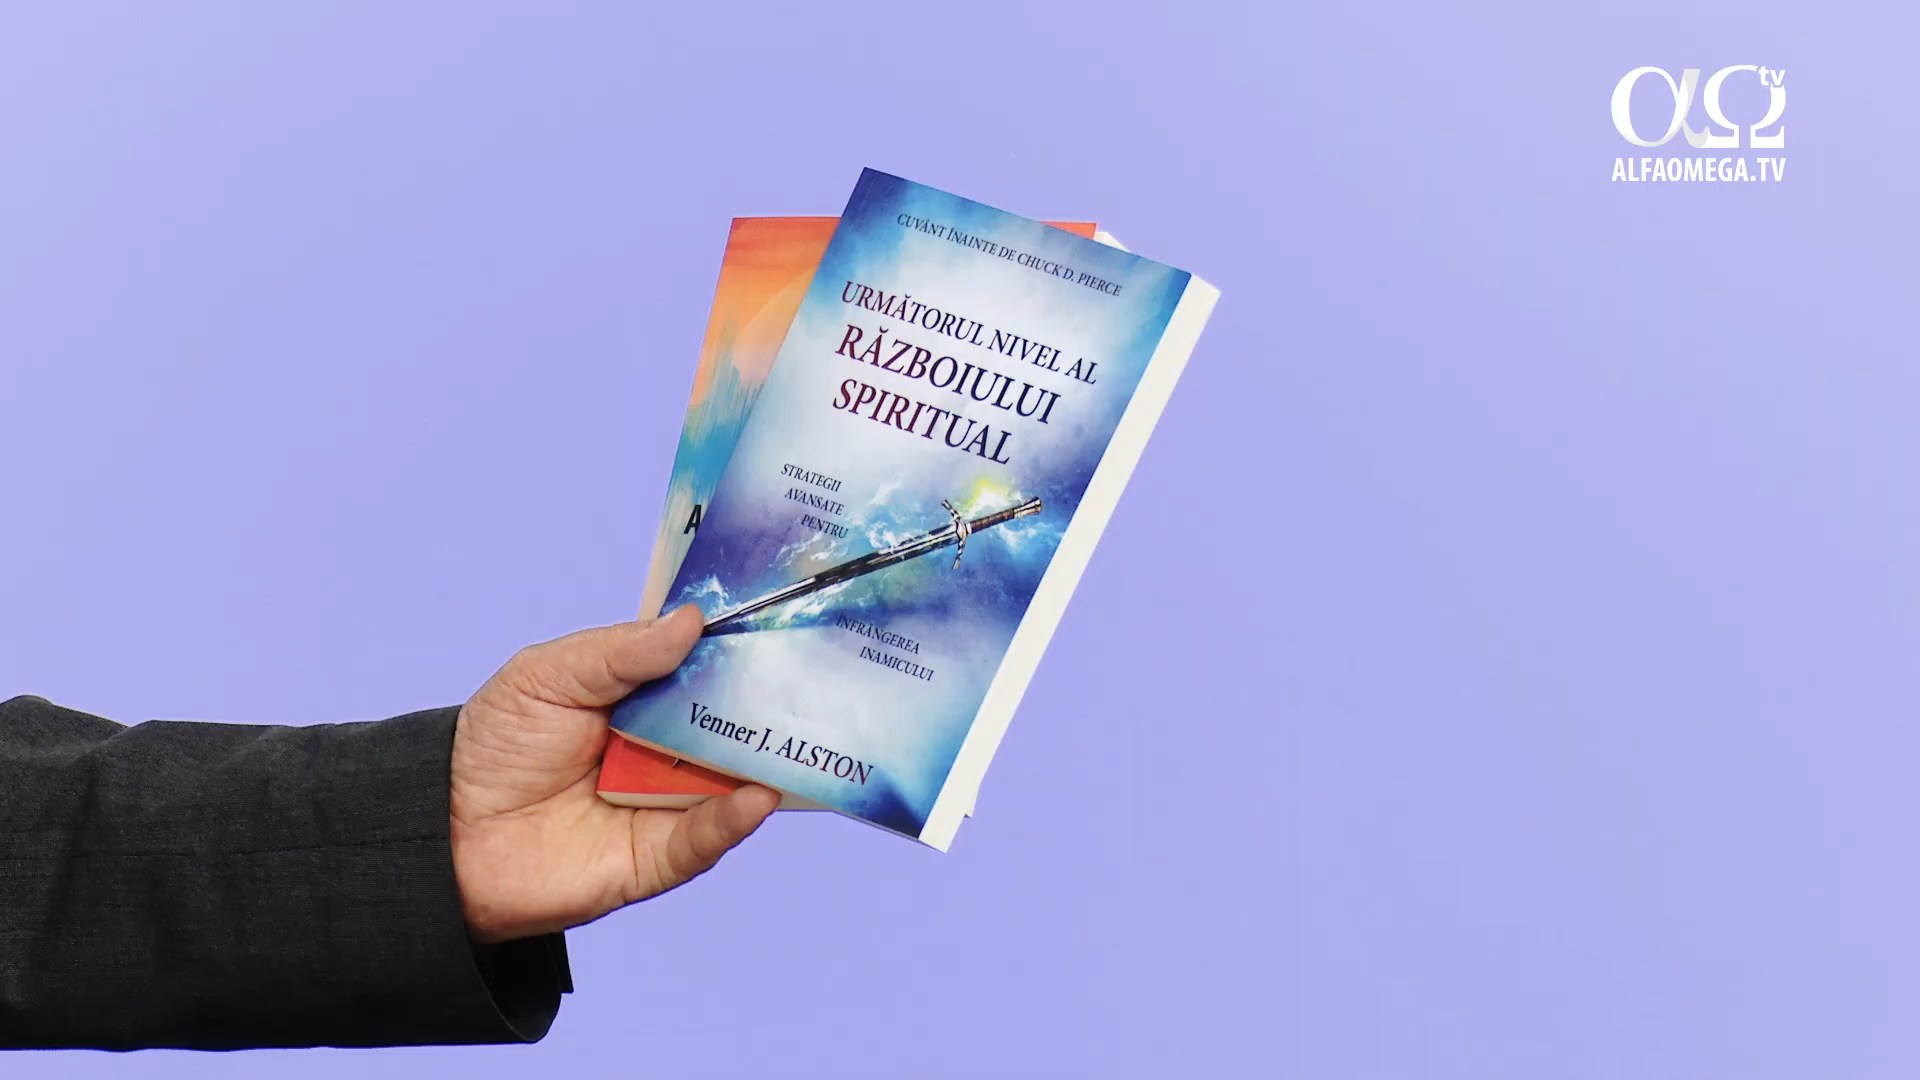 tv
ALFAOMEGA.TV
CUVÂNT ÎNAINTE DE CHUCK D. PIERCE
URMĂTORUL NIVEL AL
RĂZBOIULUI
SPIRITUAL
STRATEGII
AVANSATE
PENTRU
ÎNFRÂNGEREA
INAMICULUI
Venner J. ALSTON
A